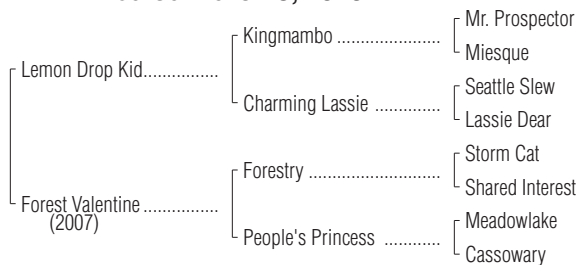 Kingmambo
Mr. Prospector
Miesque
Lemon Drop Kid
Charming Lassie
Seattle Slew
Lassie Dear
Forestry
Storm Cat
Shared Interest
Forest Valentine
(2007)
People's Princess
Meadowlake
Cassowary